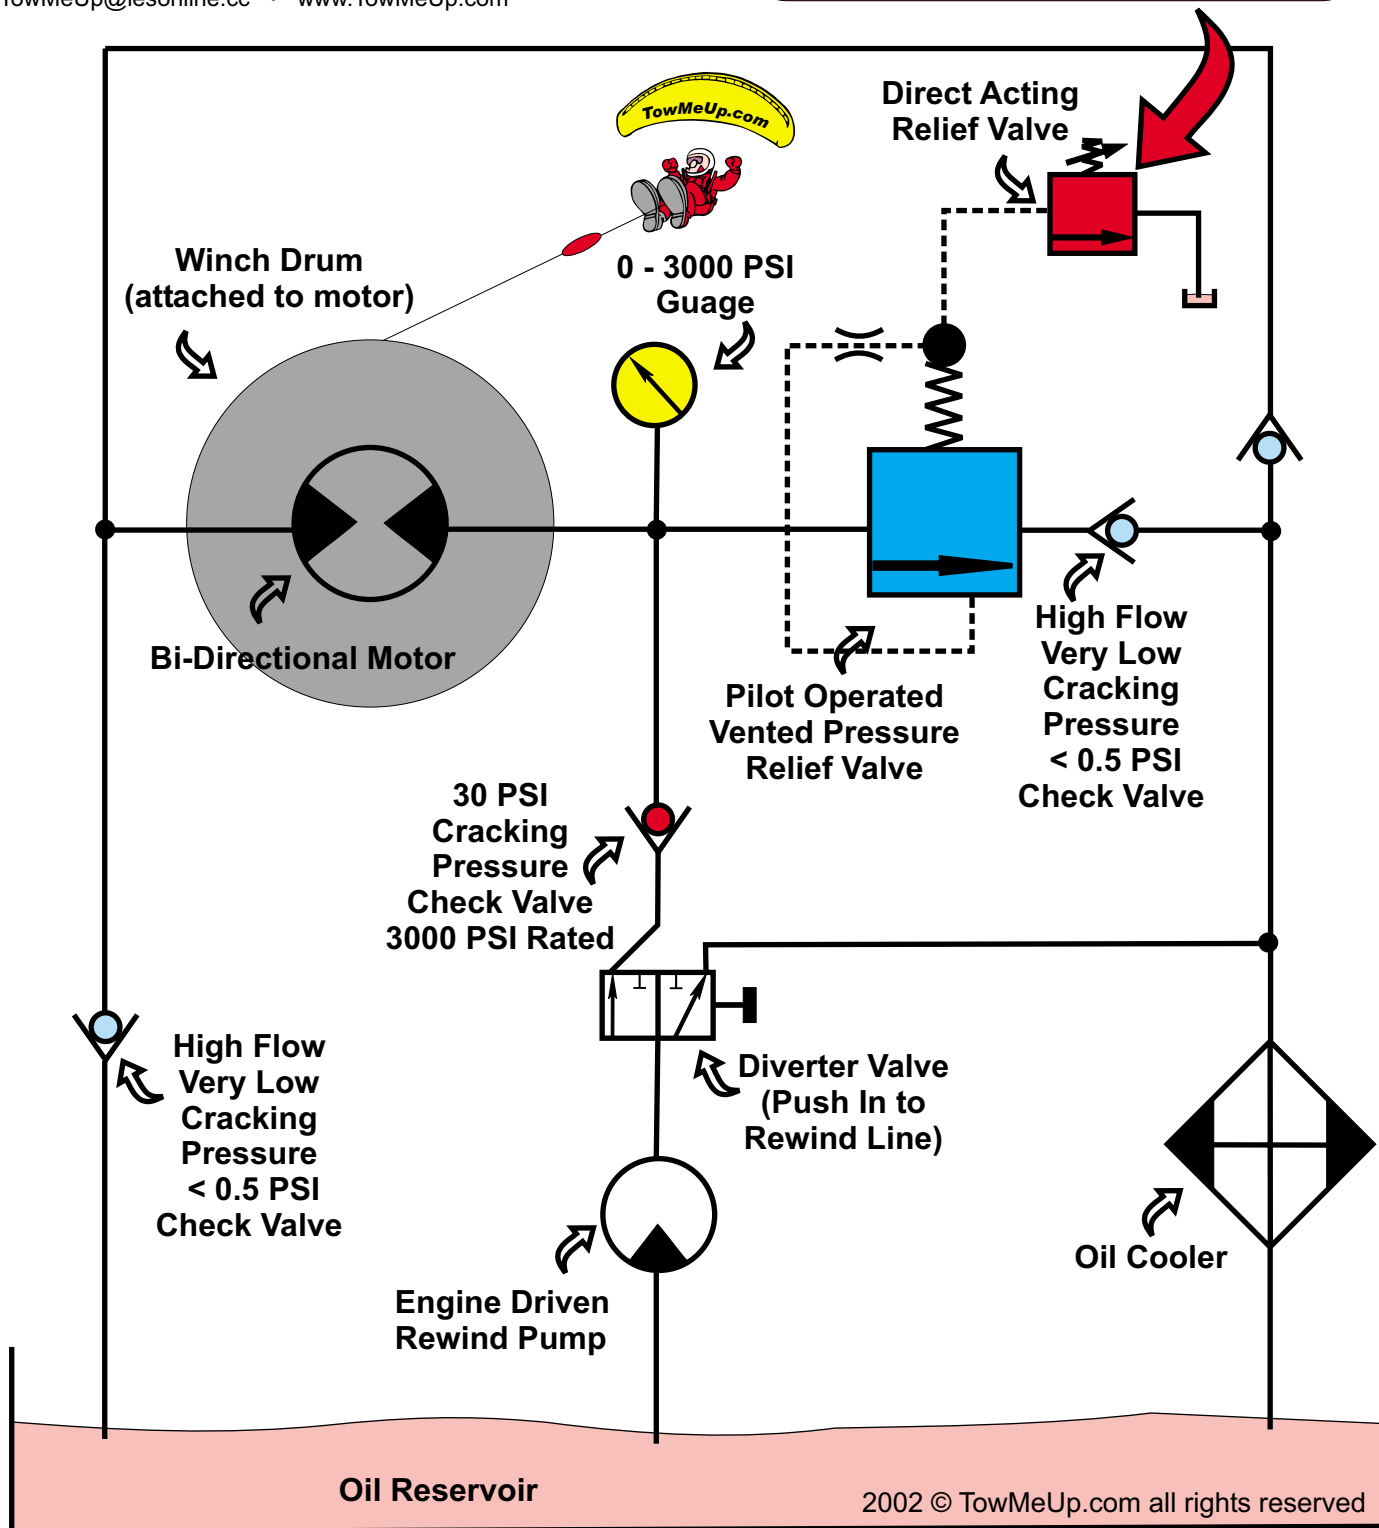 www.TowMeUp.com
TowMeUp.com
Direct Acting
Relief Valve
Winch Drum
(attached to motor)
0 - 3000 PSI
Guage
Bi-Directional Motor
Pilot Operated
Vented Pressure
Relief Valve
High Flow
Very Low
Cracking
Pressure
< 0.5 PSI
Check Valve
30 PSI
Cracking
Pressure
Check Valve
3000 PSI Rated
High Flow
Very Low
Cracking
Pressure
< 0.5 PSI
Check Valve
Diverter Valve
(Push In to
Rewind Line)
Engine Driven
Rewind Pump
Oil Cooler
Oil Reservoir
2002 © TowMeUp.com all rights reserved